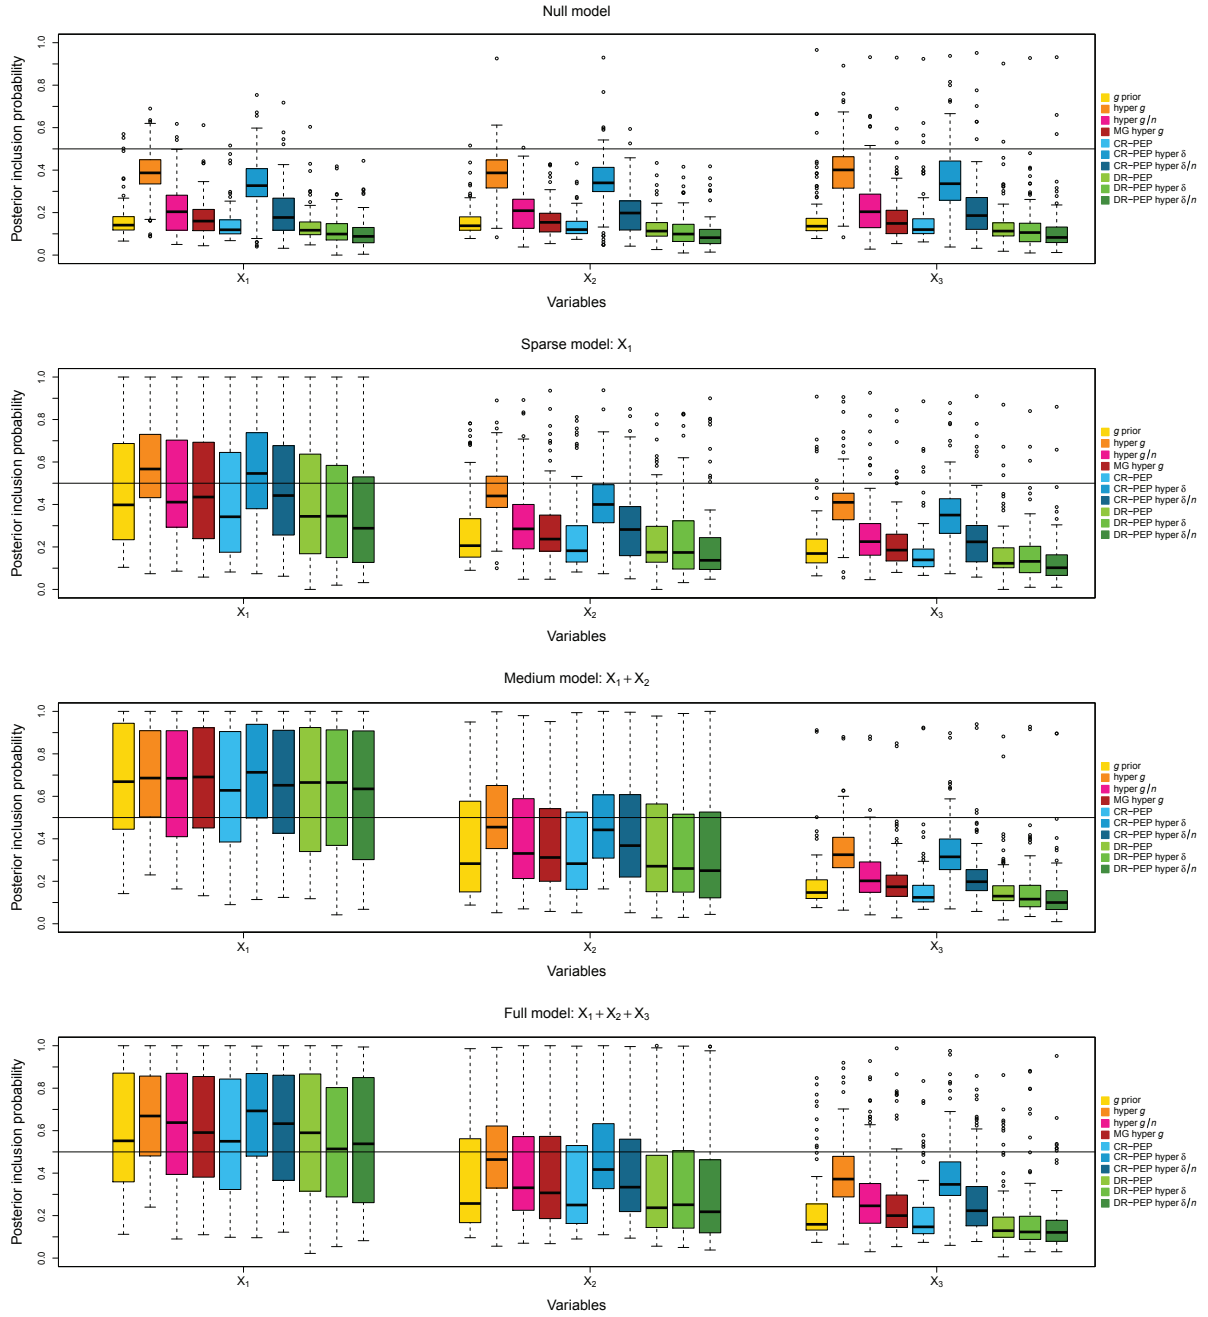 Null model
Posterior inclusion probability
1.0
0.8
0.6
0.4
0.2
0.0
X1
X2
X3
Variables
g prior
hyper g
hyper g/n
MG hyper g
CR−PEP
CR−PEP hyper δ
CR−PEP hyper δ/n
DR−PEP
DR−PEP hyper δ
DR−PEP hyper δ/n
Sparse model: X1
Posterior inclusion probability
1.0
0.8
0.6
0.4
0.2
0.0
X1
X2
X3
Variables
g prior
hyper g
hyper g/n
MG hyper g
CR−PEP
CR−PEP hyper δ
CR−PEP hyper δ/n
DR−PEP
DR−PEP hyper δ
DR−PEP hyper δ/n
Medium model: X1 + X2
Posterior inclusion probability
1.0
0.8
0.6
0.4
0.2
0.0
X1
X2
X3
Variables
g prior
hyper g
hyper g/n
MG hyper g
CR−PEP
CR−PEP hyper δ
CR−PEP hyper δ/n
DR−PEP
DR−PEP hyper δ
DR−PEP hyper δ/n
Full model: X1 + X2 + X3
Posterior inclusion probability
1.0
0.8
0.6
0.4
0.2
0.0
X1
X2
X3
Variables
g prior
hyper g
hyper g/n
MG hyper g
CR−PEP
CR−PEP hyper δ
CR−PEP hyper δ/n
DR−PEP
DR−PEP hyper δ
DR−PEP hyper δ/n